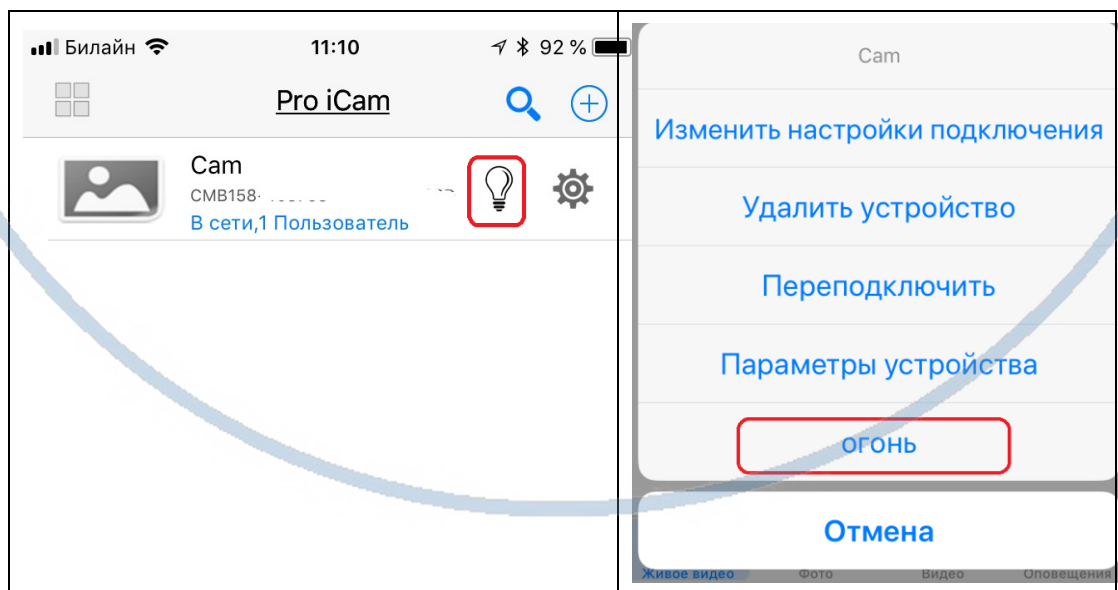 Билайн 11:10 92 %
Pro iCam
Cam
CMB158-
В сети,1 Пользователь
Cam
Изменить настройки подключения
Удалить устройство
Переподключить
Параметры устройства
огонь
Отмена
Живое видео Фото Видео Оповещения